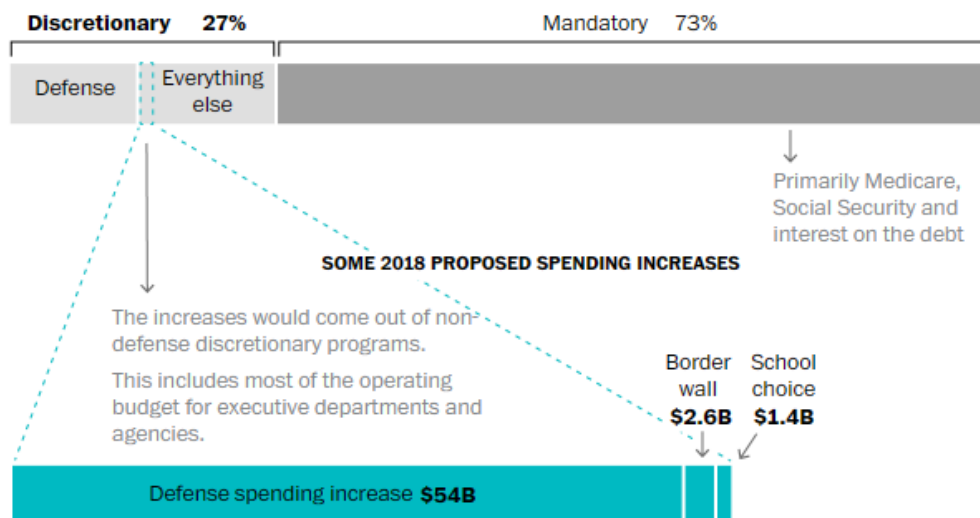 Discretionary 27%
Mandatory 73%
Defense
Everything
else
Primarily Medicare,
Social Security and
interest on the debt
SOME 2018 PROPOSED SPENDING INCREASES
The increases would come out of non-
defense discretionary programs.
This includes most of the operating
budget for executive departments and
agencies.
Border
wall
$2.6B
School
choice
$1.4B
Defense spending increase $54B